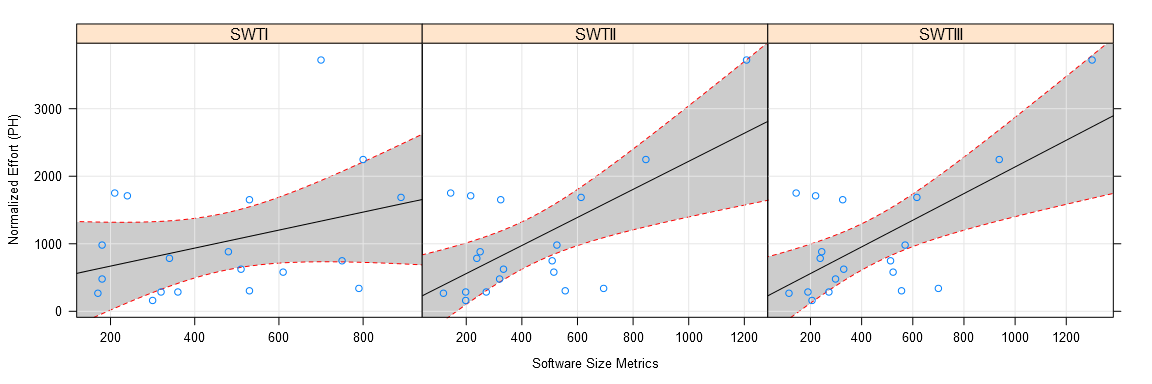 SWTI SWTII SWTIII
Normalized Effort (PH)
3000
2000
1000
0
200 400 600 800 200 400 600 800 1000 1200 200 400 600 800 1000 1200
Software Size Metrics